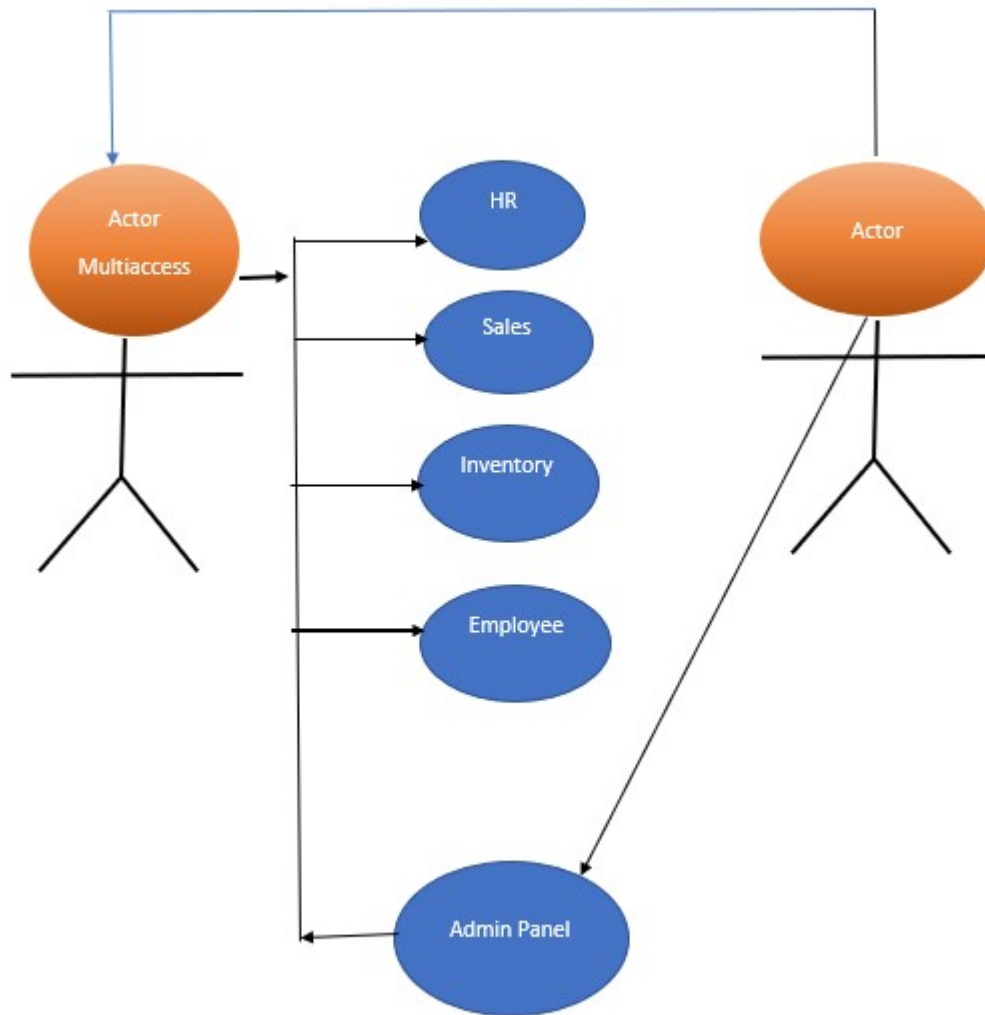 Actor
Multiaccess
HR
Actor
Sales
Inventory
Employee
Admin Panel